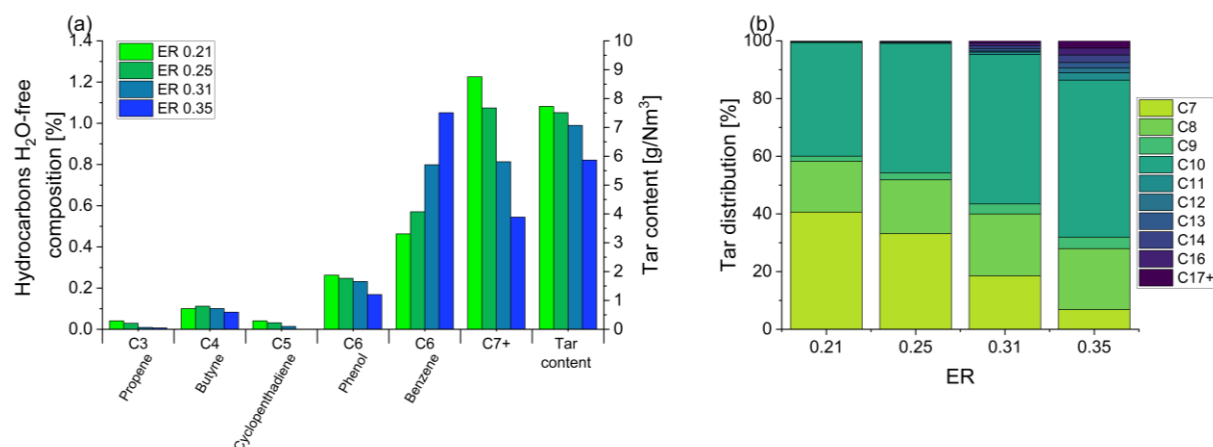 (a)
Hydrocarbons H₂O-free
composition [%]
1.4
1.2
1.0
0.8
0.6
0.4
0.2
0.0
ER 0.21
ER 0.25
ER 0.31
ER 0.35
C3
Propene
C4
Butyne
C5
Cyclopenthadiene
C6
Phenol
C6
Benzene
C7+
Tar
content
10
9
8
7
6
5
4
3
2
1
0
Tar content [g/Nm³]
(b)
Tar distribution [%]
100
80
60
40
20
0
0.21
0.25
0.31
0.35
ER
C7
C8
C9
C10
C11
C12
C13
C14
C16
C17+